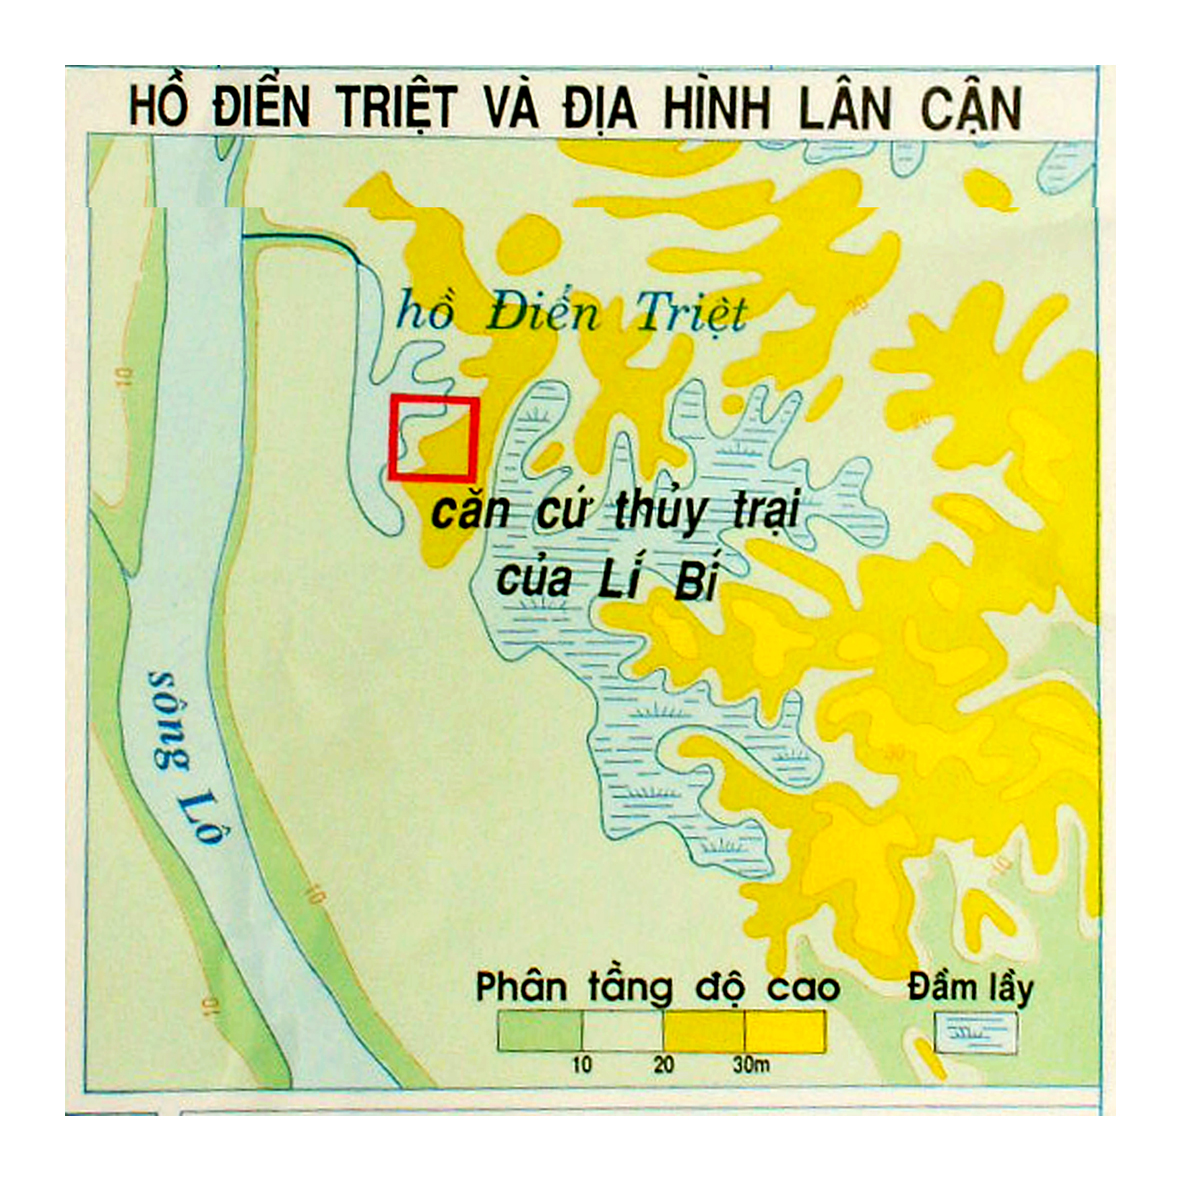 HỒ ĐIỂN TRIỆT VÀ ĐỊA HÌNH LÂN CẬN
hồ Điển Triệt
20
10
20
căn cứ thủy trại
của Lí Bí
sông Lô
30
10
10
10
Phân tầng độ cao
Đầm lầy
10 20 30m